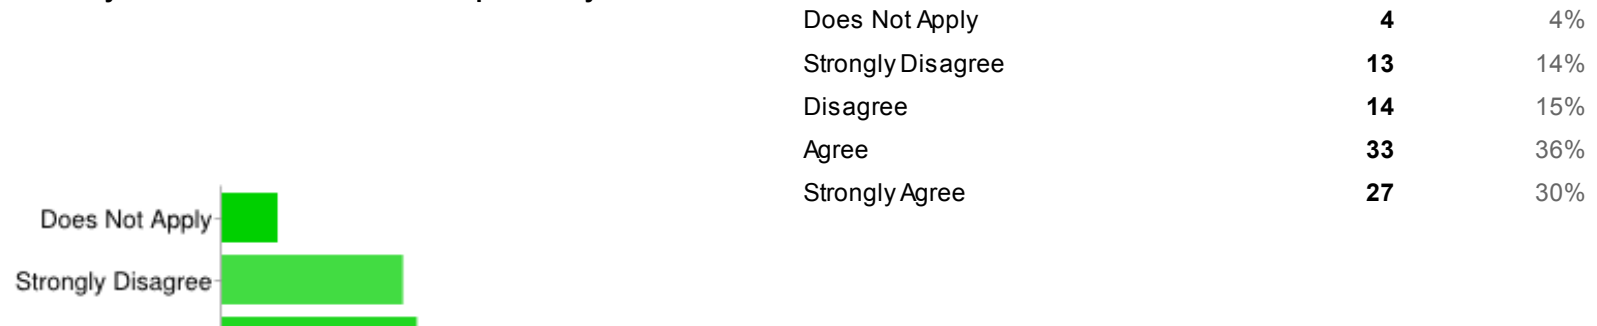 Does Not Apply 4 4%
Strongly Disagree 13 14%
Disagree 14 15%
Agree 33 36%
Strongly Agree 27 30%
Does Not Apply
Strongly Disagree